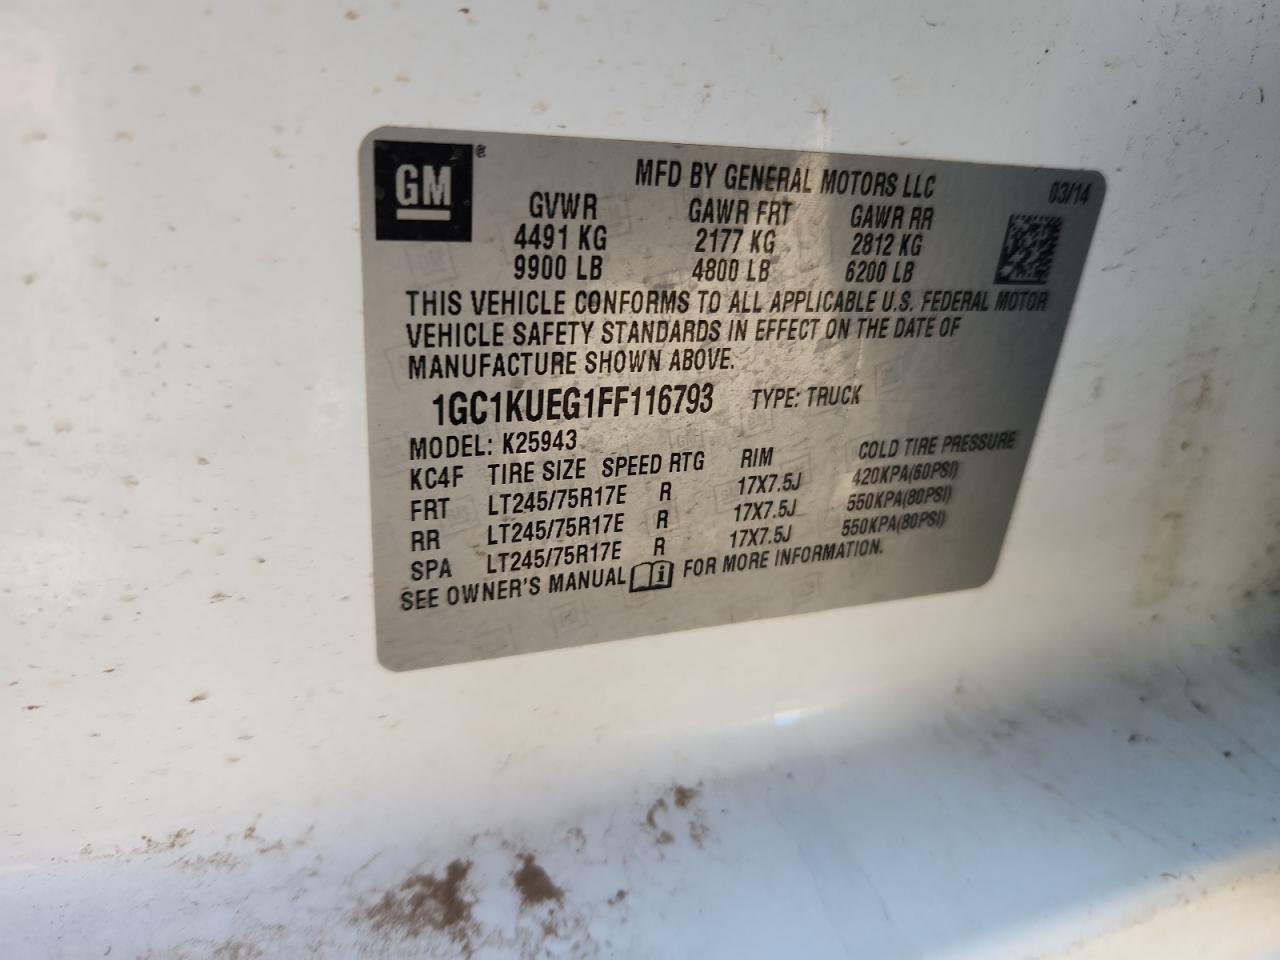 GM ®
MFD BY GENERAL MOTORS LLC
03/14
GVWR GAWR FRT GAWR RR
4491 KG 2177 KG 2812 KG
9900 LB 4800 LB 6200 LB
THIS VEHICLE CONFORMS TO ALL APPLICABLE U.S. FEDERAL MOTOR
VEHICLE SAFETY STANDARDS IN EFFECT ON THE DATE OF
MANUFACTURE SHOWN ABOVE.
1GC1KUEG1FF116793 TYPE: TRUCK
MODEL: K25943
KC4F TIRE SIZE SPEED RTG RIM COLD TIRE PRESSURE
FRT LT245/75R17E R 17X7.5J 420KPA(60PSI)
RR LT245/75R17E R 17X7.5J 550KPA(80PSI)
SPA LT245/75R17E R 17X7.5J 550KPA(80PSI)
SEE OWNER'S MANUAL i FOR MORE INFORMATION.